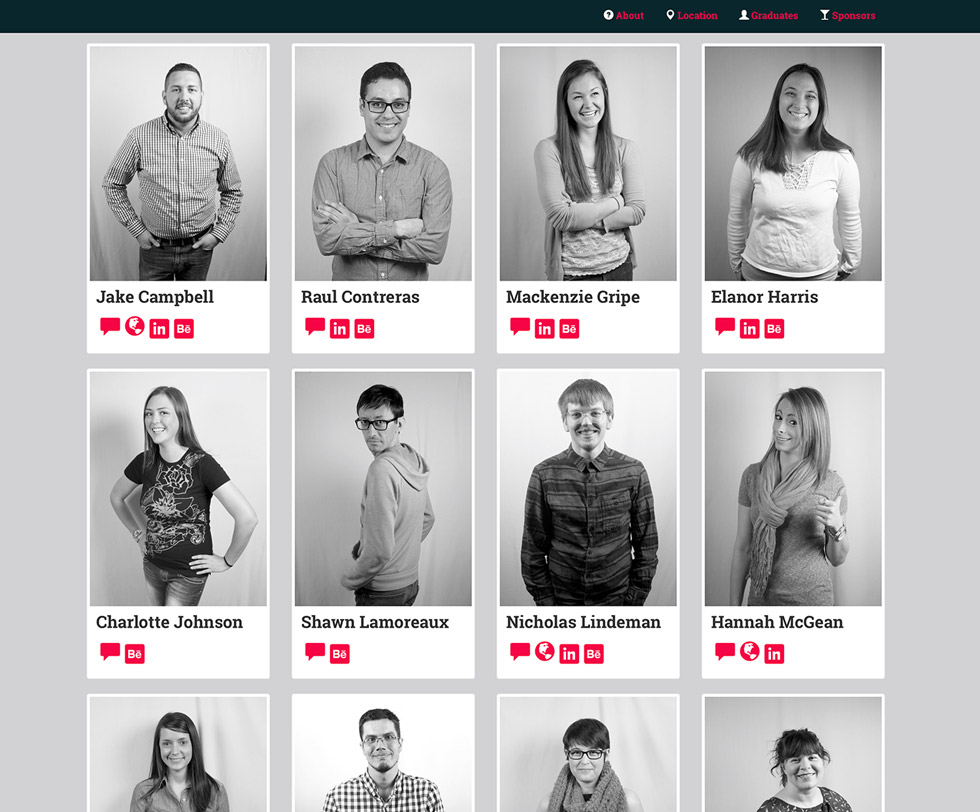 About Location Graduates Sponsors
Jake Campbell Raul Contreras Mackenzie Gripe Elanor Harris
in Bē in Bē in Bē in Bē
Charlotte Johnson Shawn Lamoreaux Nicholas Lindeman Hannah McGean
Bē Bē in Bē in